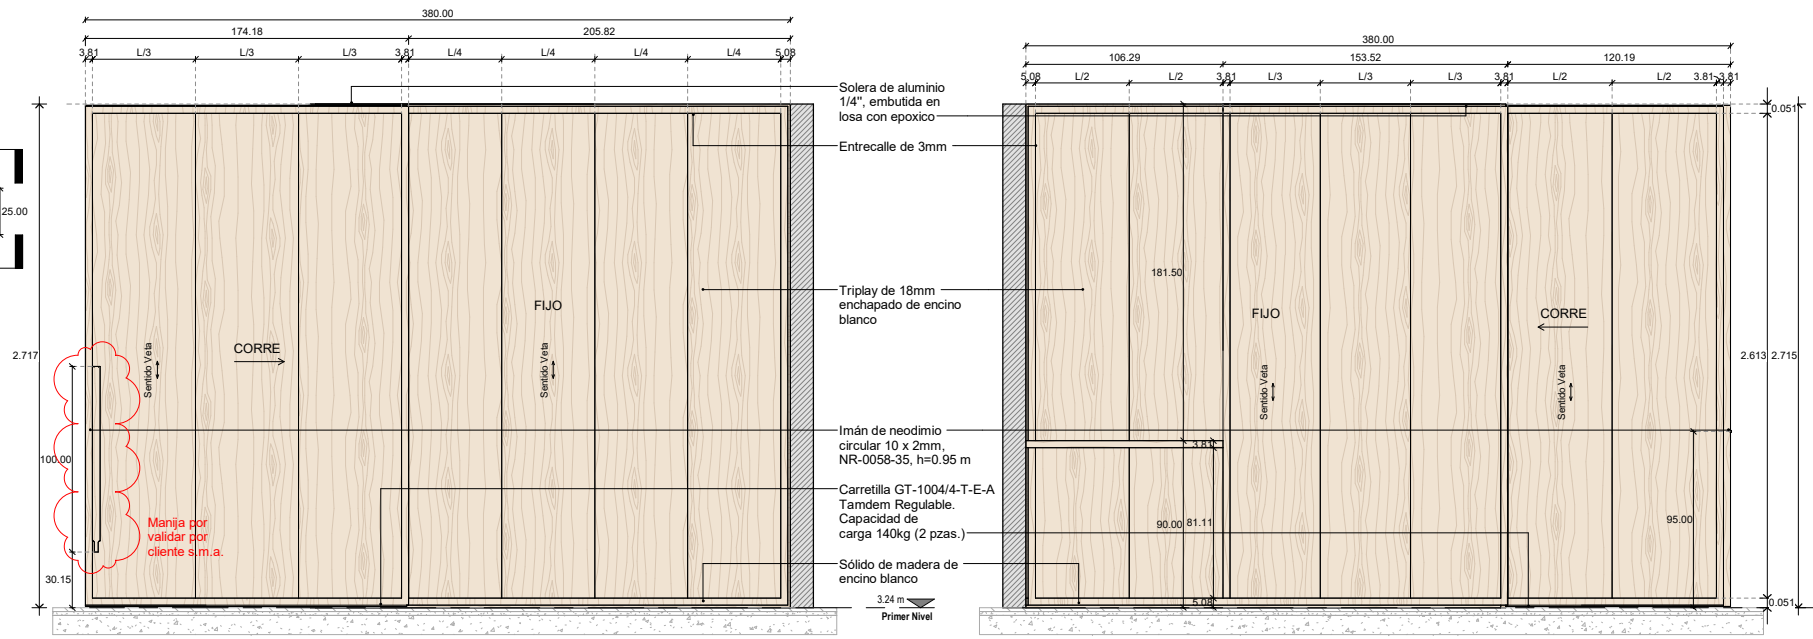 380.00
174.18
205.82
3.81
L/3
L/3
L/3
3.81
L/4
L/4
L/4
L/4
5.08
25.00
2.717
100.00
30.15
CORRE
Sentido Veta
FIJO
Sentido Veta
Manija por
validar por
cliente s.m.a.
Solera de aluminio
1/4", embutida en
losa con epoxico
Entrecalle de 3mm
Triplay de 18mm
enchapado de encino
blanco
Imán de neodimio
circular 10 x 2mm,
NR-0058-35, h=0.95 m
Carretilla GT-1004/4-T-E-A
Tamdem Regulable.
Capacidad de
carga 140kg (2 pzas.)
Sólido de madera de
encino blanco
3.24 m
Primer Nivel
380.00
106.29
153.52
120.19
5.08
L/2
L/2
3.81
L/3
L/3
L/3
3.81
L/2
L/2
3.81
3.81
0.051
181.50
FIJO
CORRE
Sentido Veta
Sentido Veta
2.613
2.715
3.81
90.00
81.11
95.00
5.08
0.051